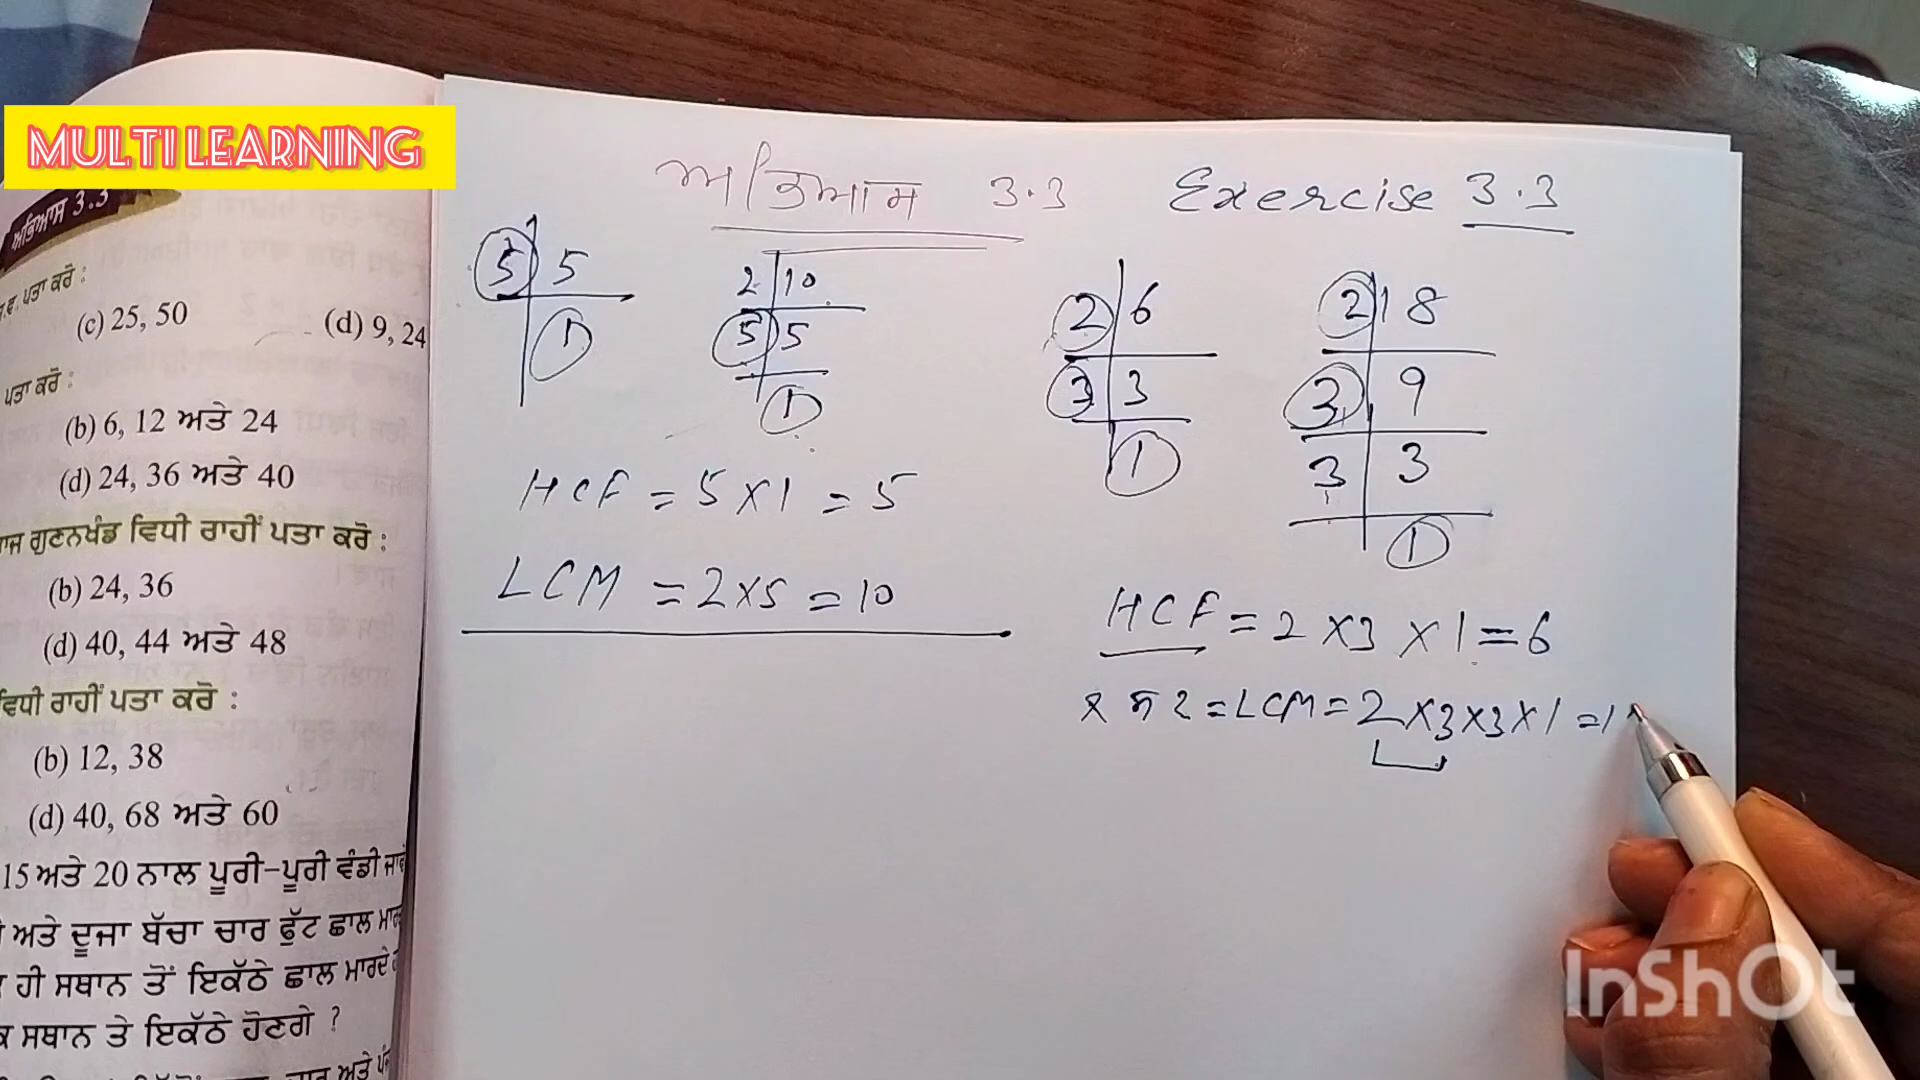 MULTI LEARNING
ਅਭਿਆਸ 3.3
ਪਤਾ ਕਰੋ :
(c) 25, 50 (d) 9, 24
ਪਤਾ ਕਰੋ :
(b) 6, 12 ਅਤੇ 24
(d) 24, 36 ਅਤੇ 40
ਗੁਣਨਖੰਡ ਵਿਧੀ ਰਾਹੀਂ ਪਤਾ ਕਰੋ :
(b) 24, 36
(d) 40, 44 ਅਤੇ 48
ਵਿਧੀ ਰਾਹੀਂ ਪਤਾ ਕਰੋ :
(b) 12, 38
(d) 40, 68 ਅਤੇ 60
15 ਅਤੇ 20 ਨਾਲ ਪੂਰੀ-ਪੂਰੀ ਵੰਡੀ
ਅਤੇ ਦੂਜਾ ਬੱਚਾ ਚਾਰ ਫੁੱਟ ਛਾਲ
ਹੀ ਸਥਾਨ ਤੋਂ ਇਕੱਠੇ ਛਾਲ ਮਾਰਦੇ
ਸਥਾਨ ਤੇ ਇਕੱਠੇ ਹੋਣਗੇ ?
ਚਾਰ ਅਤੇ
ਅਭਿਆਸ 3.3 Exercise 3.3
5 5
1
2 10
5 5
1
HCF = 5 × 1 = 5
LCM = 2 × 5 = 10
2 6
3 3
1
2 18
3 9
3 3
1
HCF = 2 × 3 × 1 = 6
= LCM = 2 × 3 × 3 × 1 = 1
InShOt